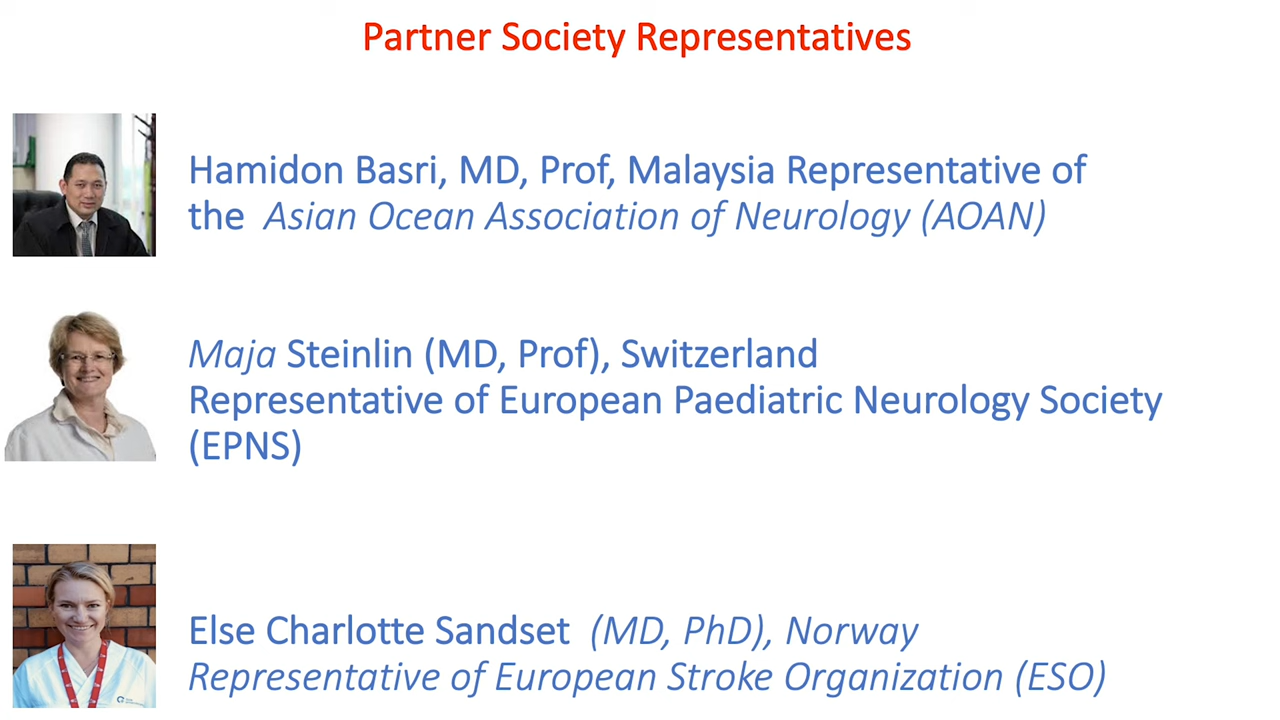 Partner Society Representatives
Hamidon Basri, MD, Prof, Malaysia Representative of
the Asian Ocean Association of Neurology (AOAN)
Maja Steinlin (MD, Prof), Switzerland
Representative of European Paediatric Neurology Society
(EPNS)
Else Charlotte Sandset (MD, PhD), Norway
Representative of European Stroke Organization (ESO)